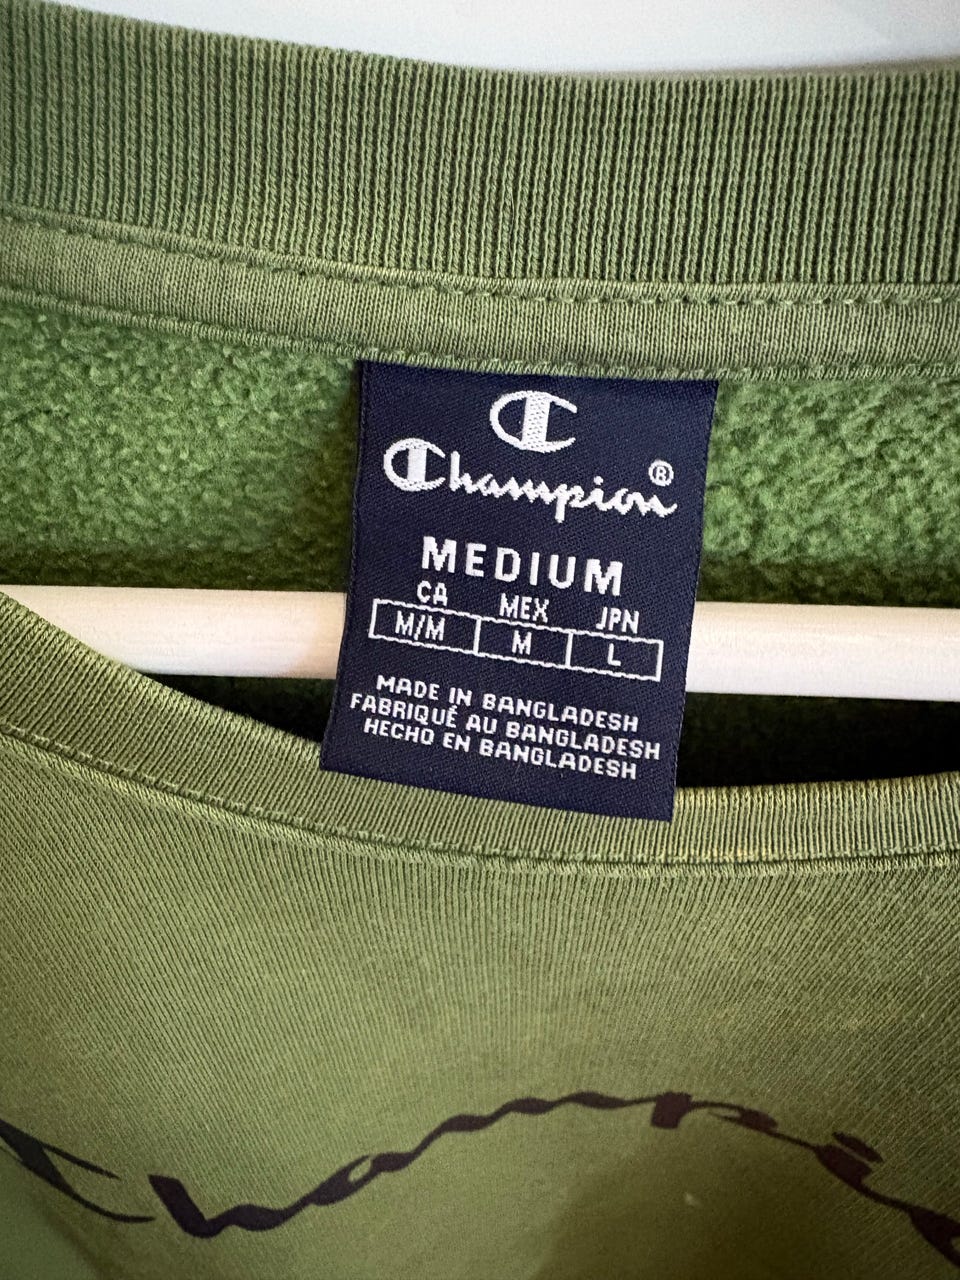 Champion®
MEDIUM
CA MEX JPN
M/M M L
MADE IN BANGLADESH
FABRIQUÉ AU BANGLADESH
HECHO EN BANGLADESH